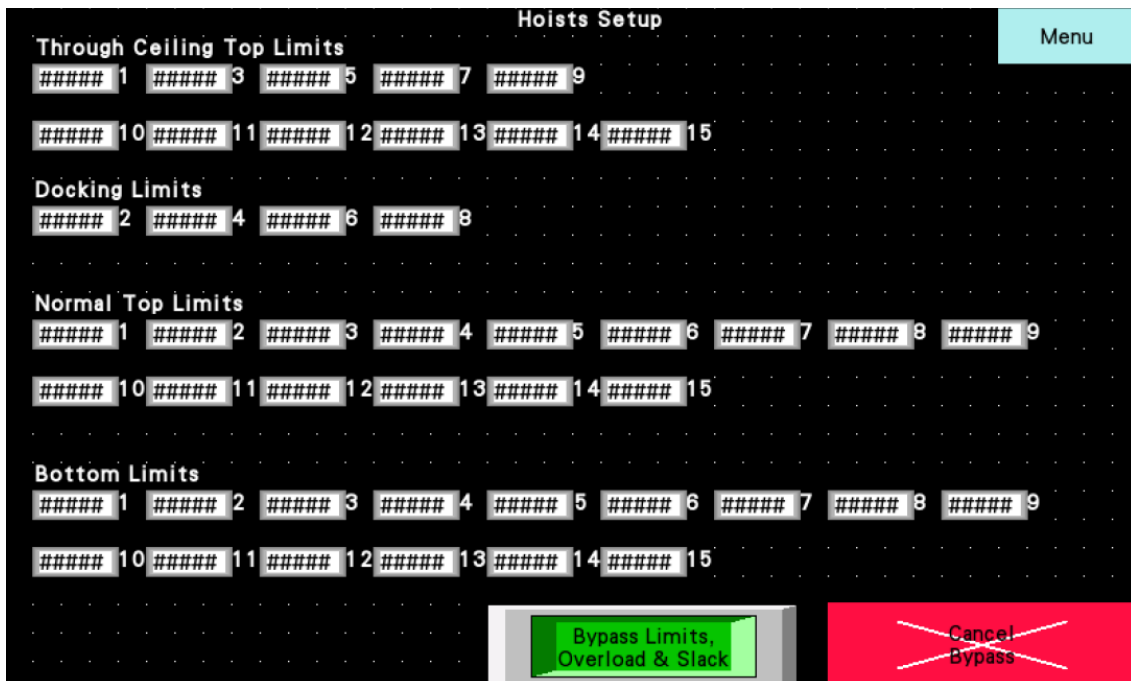 Hoists Setup
Menu
Through Ceiling Top Limits
##### 1 ##### 3 ##### 5 ##### 7 ##### 9
##### 10 ##### 11 ##### 12 ##### 13 ##### 14 ##### 15
Docking Limits
##### 2 ##### 4 ##### 6 ##### 8
Normal Top Limits
##### 1 ##### 2 ##### 3 ##### 4 ##### 5 ##### 6 ##### 7 ##### 8 ##### 9
##### 10 ##### 11 ##### 12 ##### 13 ##### 14 ##### 15
Bottom Limits
##### 1 ##### 2 ##### 3 ##### 4 ##### 5 ##### 6 ##### 7 ##### 8 ##### 9
##### 10 ##### 11 ##### 12 ##### 13 ##### 14 ##### 15
Bypass Limits,
Overload & Slack
Cancel
Bypass